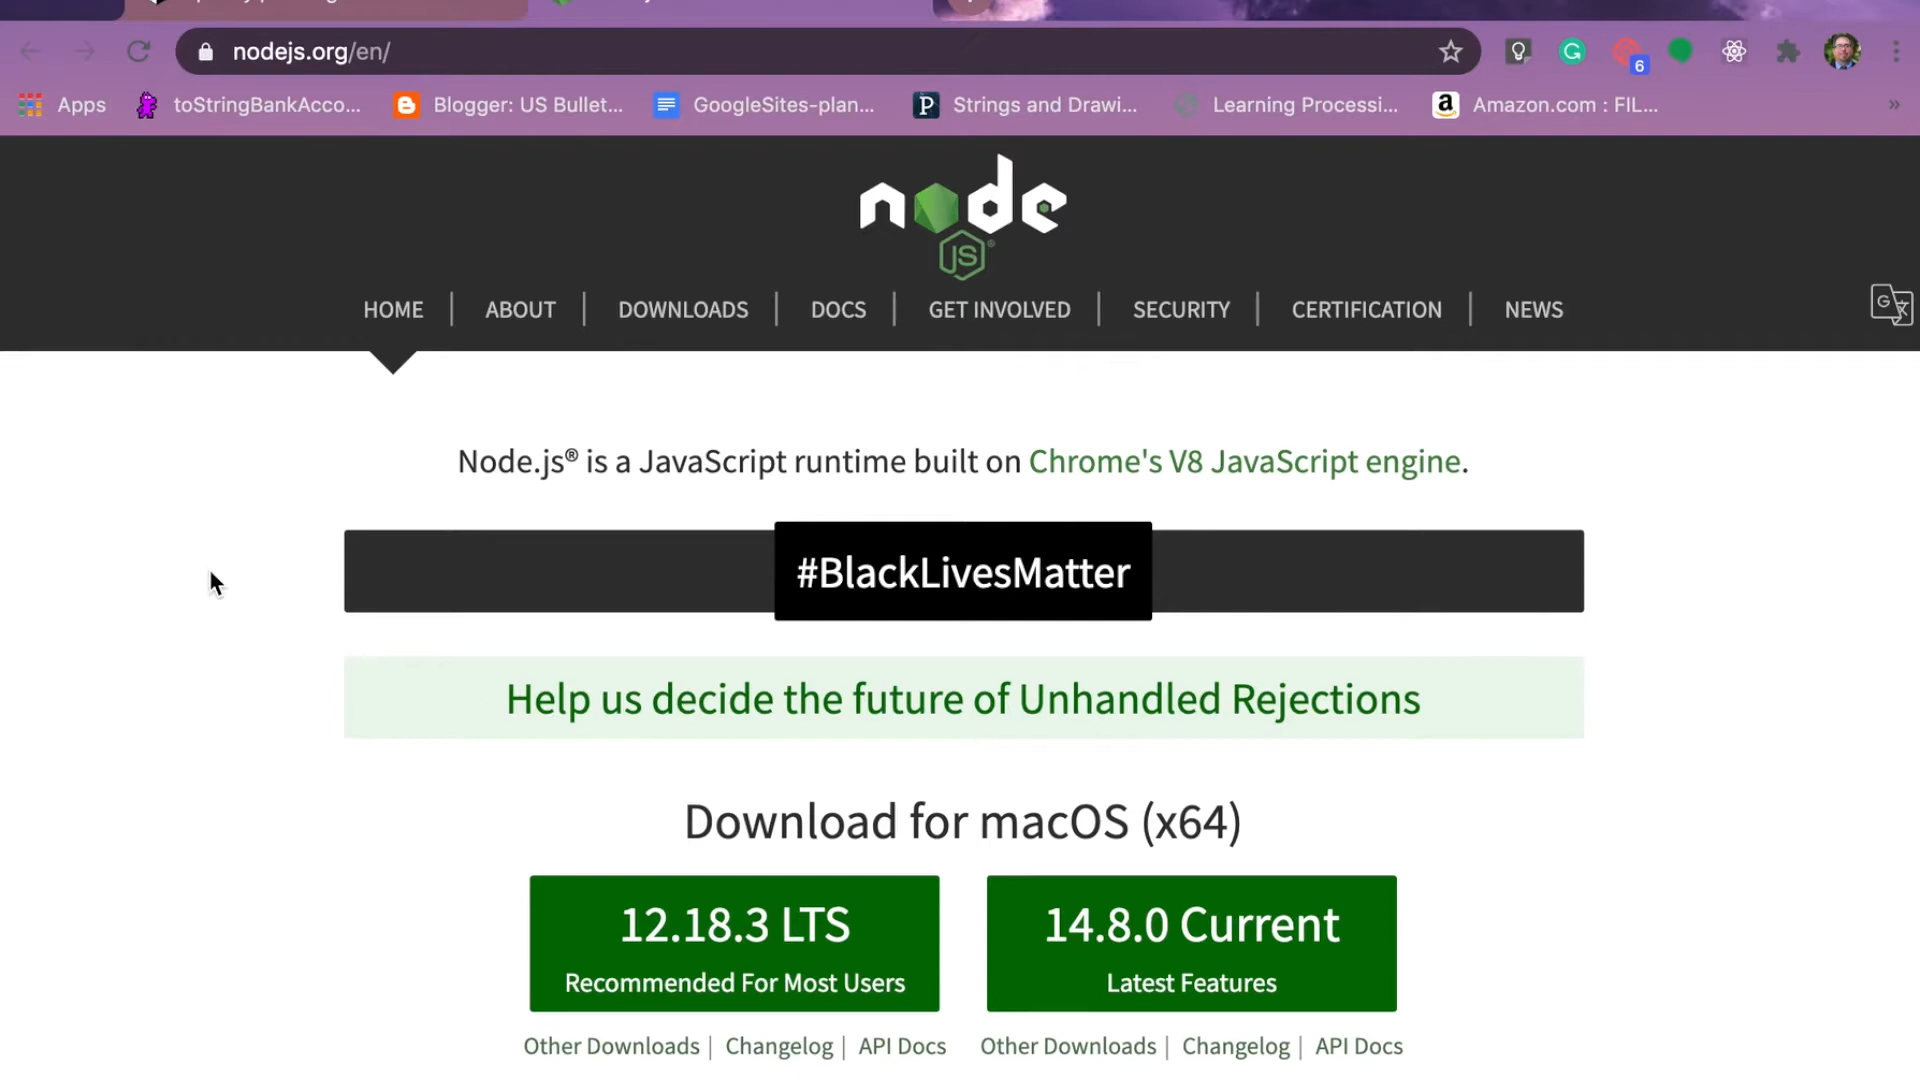 nodejs.org/en/
6
Apps toStringBankAcco... Blogger: US Bullet... GoogleSites-plan... Strings and Drawi... Learning Processi... Amazon.com : FIL... »
node
JS®
HOME | ABOUT | DOWNLOADS | DOCS | GET INVOLVED | SECURITY | CERTIFICATION | NEWS
Node.js® is a JavaScript runtime built on Chrome's V8 JavaScript engine.
#BlackLivesMatter
Help us decide the future of Unhandled Rejections
Download for macOS (x64)
12.18.3 LTS 14.8.0 Current
Recommended For Most Users Latest Features
Other Downloads | Changelog | API Docs Other Downloads | Changelog | API Docs